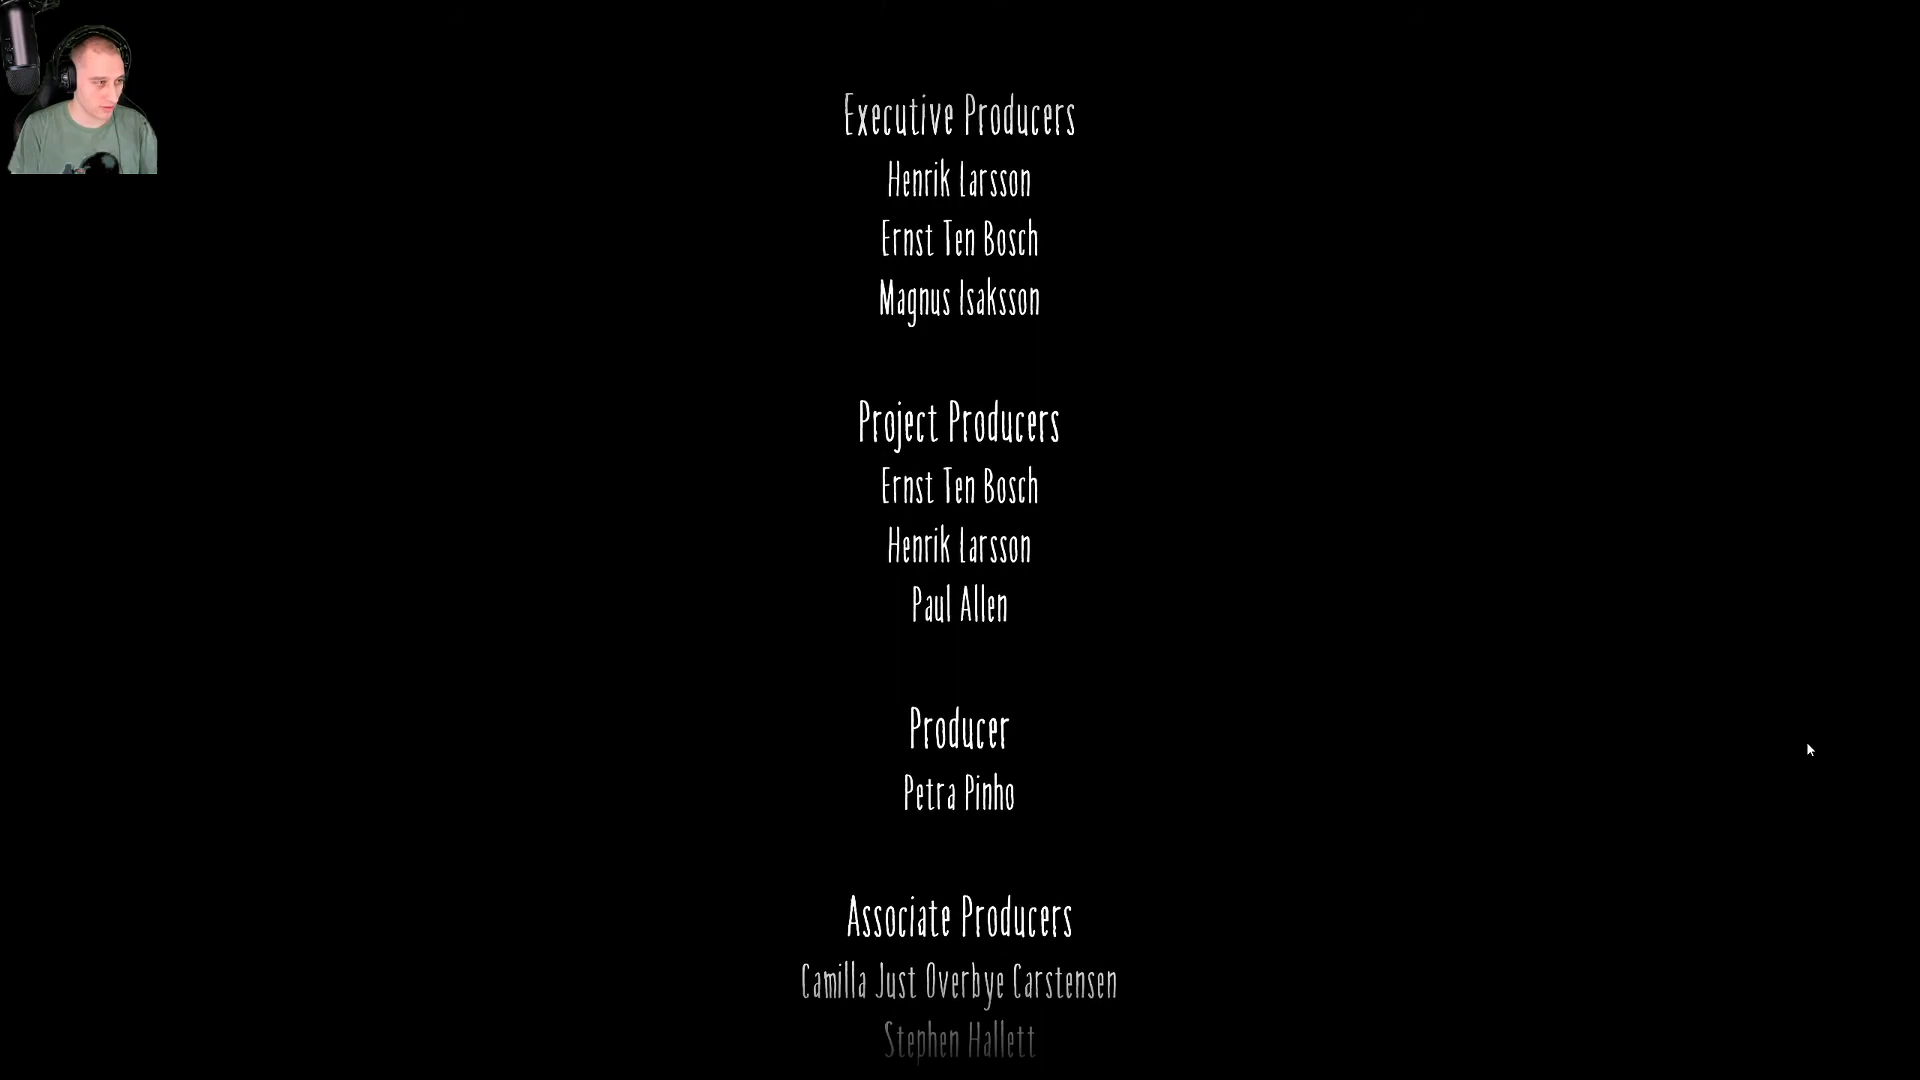 Executive Producers
Henrik Larsson
Ernst Ten Bosch
Magnus Isaksson
Project Producers
Ernst Ten Bosch
Henrik Larsson
Paul Allen
Producer
Petra Pinho
Associate Producers
Camilla Just Overbye Carstensen
Stephen Hallett